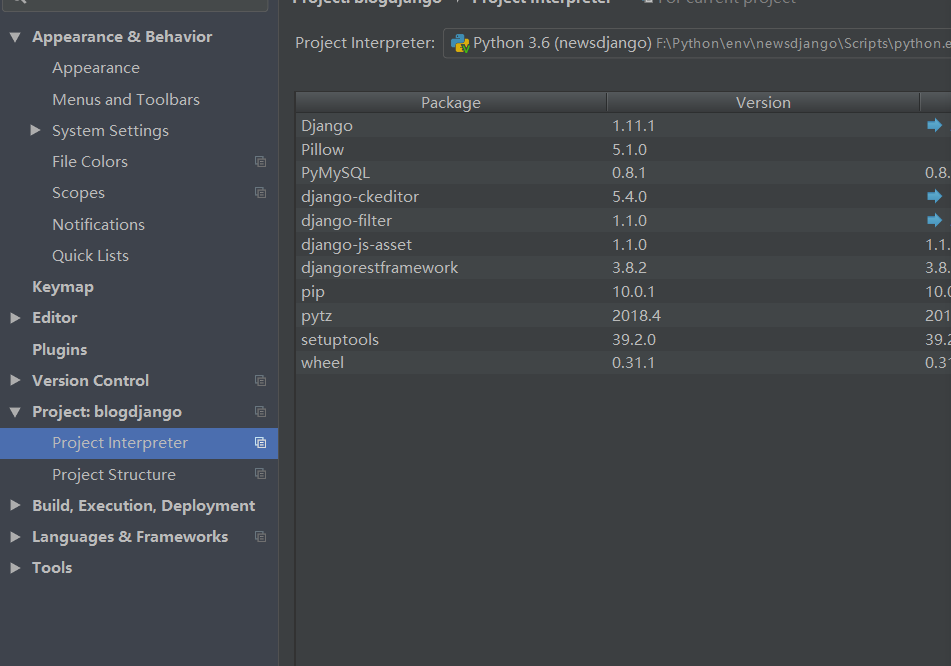 Project: blogdjango › Project Interpreter For current project
Appearance & Behavior
Appearance
Menus and Toolbars
System Settings
File Colors
Scopes
Notifications
Quick Lists
Keymap
Editor
Plugins
Version Control
Project: blogdjango
Project Interpreter
Project Structure
Build, Execution, Deployment
Languages & Frameworks
Tools
Project Interpreter: Python 3.6 (newsdjango) F:\Python\env\newsdjango\Scripts\python.e
Package Version
Django 1.11.1
Pillow 5.1.0
PyMySQL 0.8.1 0.8.
django-ckeditor 5.4.0
django-filter 1.1.0
django-js-asset 1.1.0 1.1.
djangorestframework 3.8.2 3.8.
pip 10.0.1 10.0
pytz 2018.4 201
setuptools 39.2.0 39.2
wheel 0.31.1 0.31